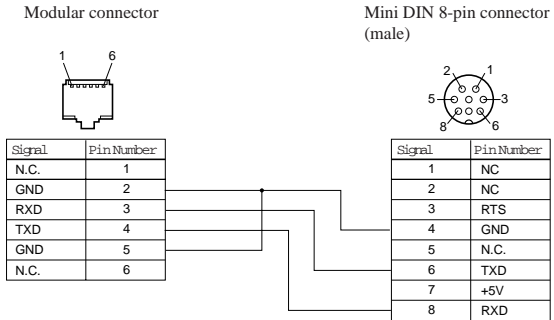 Modular connector
Mini DIN 8-pin connector
(male)
1 6
2 1
5 3
8 6
Signal Pin Number
N.C. 1
GND 2
RXD 3
TXD 4
GND 5
N.C. 6
Signal Pin Number
1 NC
2 NC
3 RTS
4 GND
5 N.C.
6 TXD
7 +5V
8 RXD